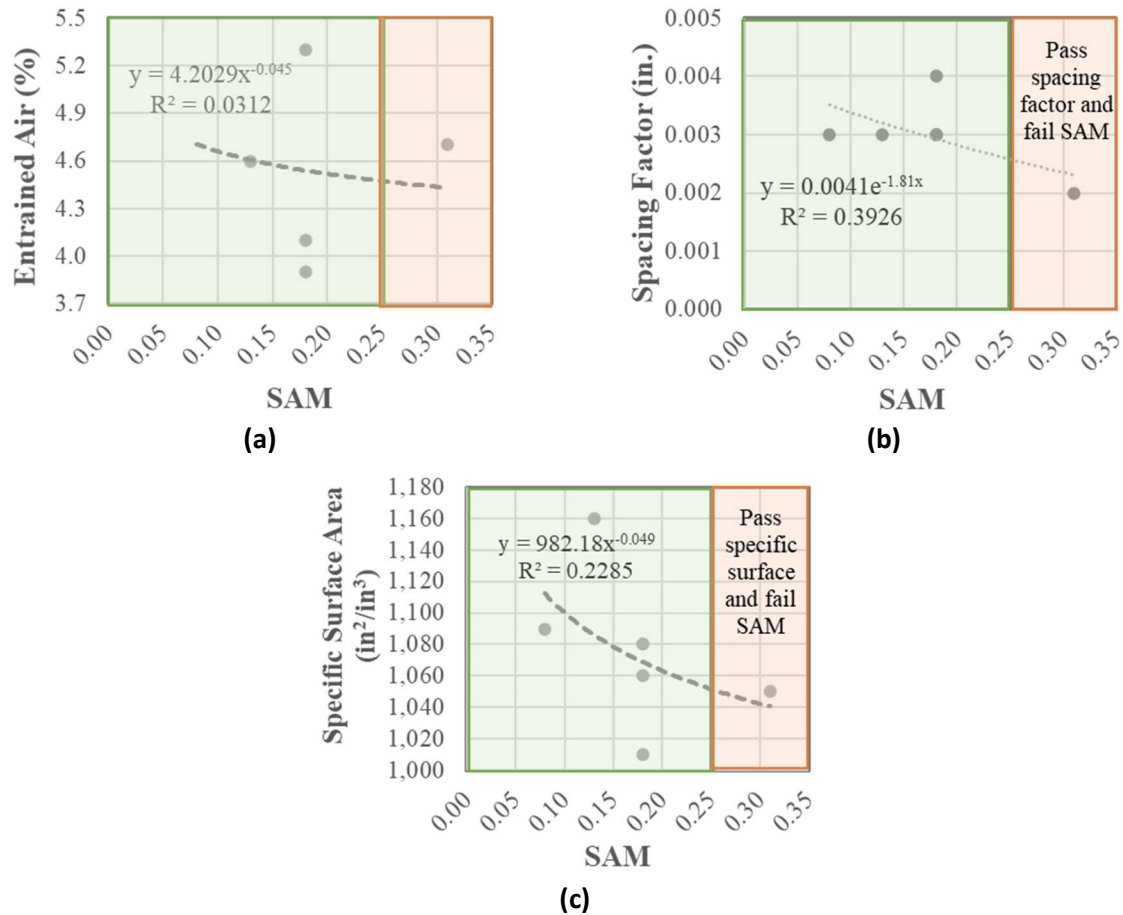 Entrained Air (%)
5.5
5.2
4.9
4.6
4.3
4.0
3.7
y = 4.2029x^-0.045
R² = 0.0312
0.00 0.05 0.10 0.15 0.20 0.25 0.30 0.35
SAM
(a)
Spacing Factor (in.)
0.005
0.004
0.003
0.002
0.001
0.000
Pass
spacing
factor and
fail SAM
y = 0.0041e^-1.81x
R² = 0.3926
0.00 0.05 0.10 0.15 0.20 0.25 0.30 0.35
SAM
(b)
Specific Surface Area
(in²/in³)
1,180
1,160
1,140
1,120
1,100
1,080
1,060
1,040
1,020
1,000
y = 982.18x^-0.049
R² = 0.2285
Pass
specific
surface
and fail
SAM
0.00 0.05 0.10 0.15 0.20 0.25 0.30 0.35
SAM
(c)